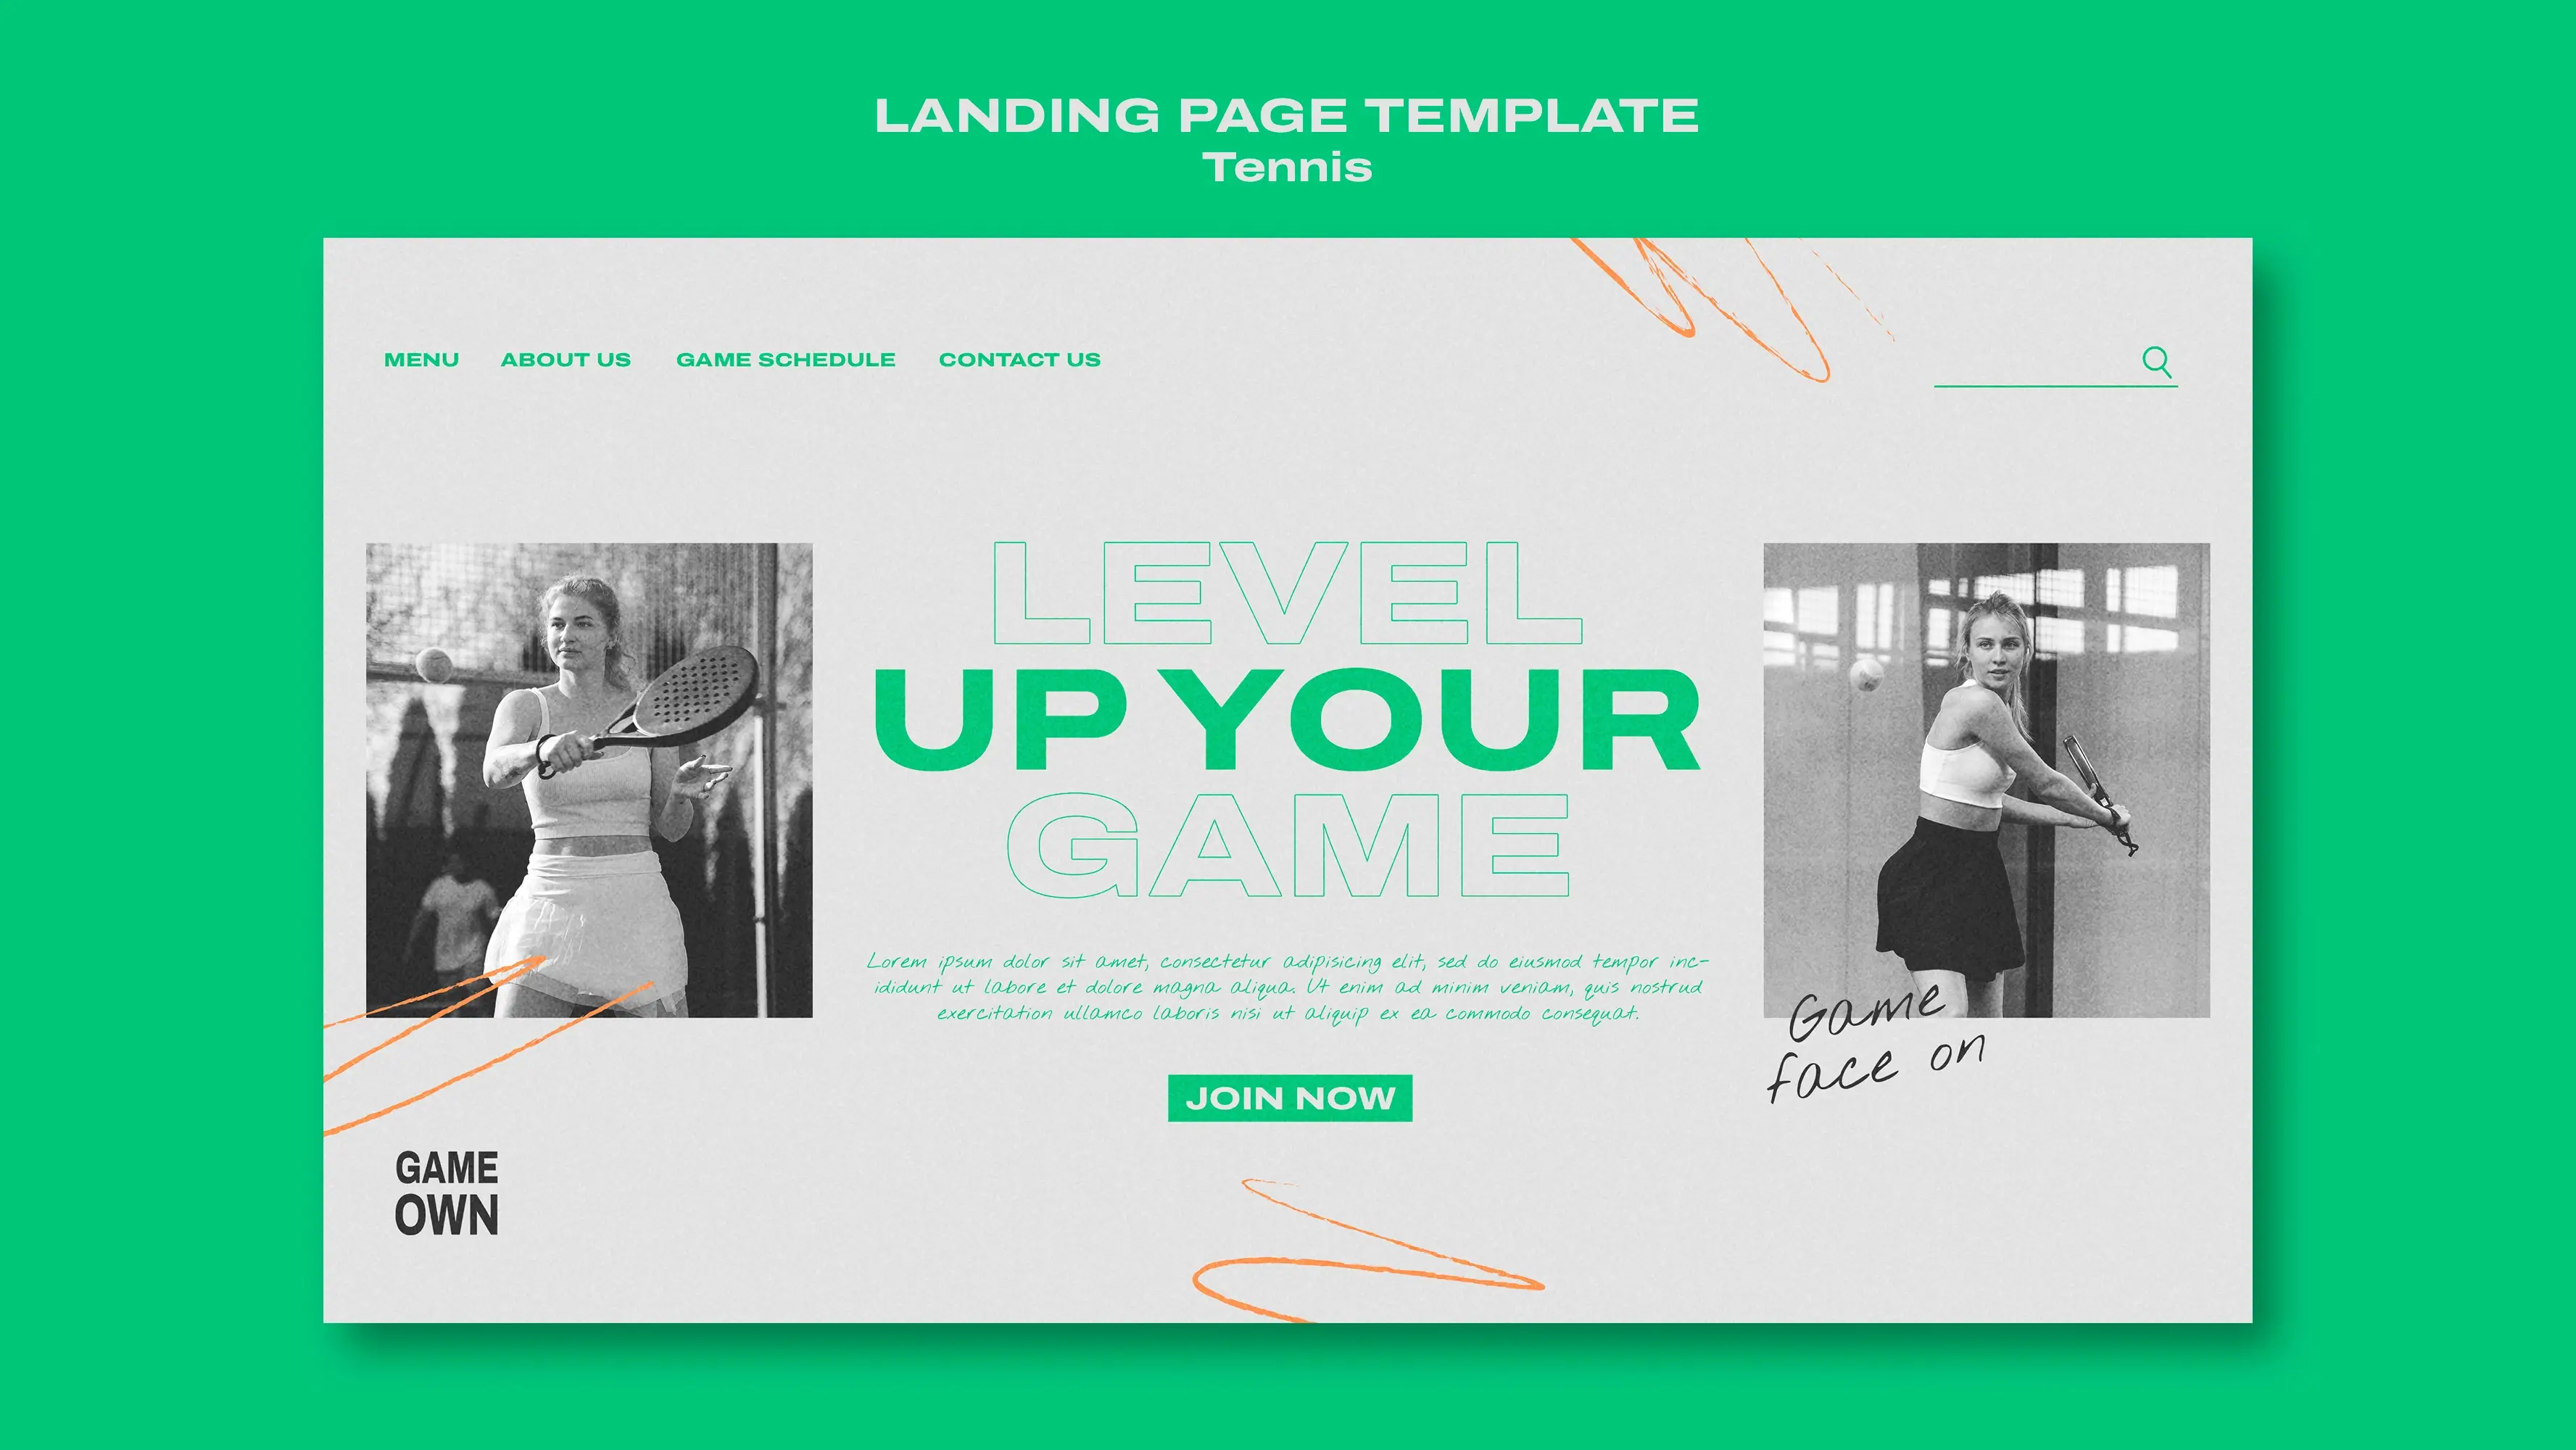 LANDING PAGE TEMPLATE
Tennis
MENU ABOUT US GAME SCHEDULE CONTACT US
LEVEL
UP YOUR
GAME
Lorem ipsum dolor sit amet, consectetur adipisicing elit, sed do eiusmod tempor inc-
ididunt ut labore et dolore magna aliqua. Ut enim ad minim veniam, quis nostrud
exercitation ullamco laboris nisi ut aliquip ex ea commodo consequat.
Game
face on
JOIN NOW
GAME
OWN